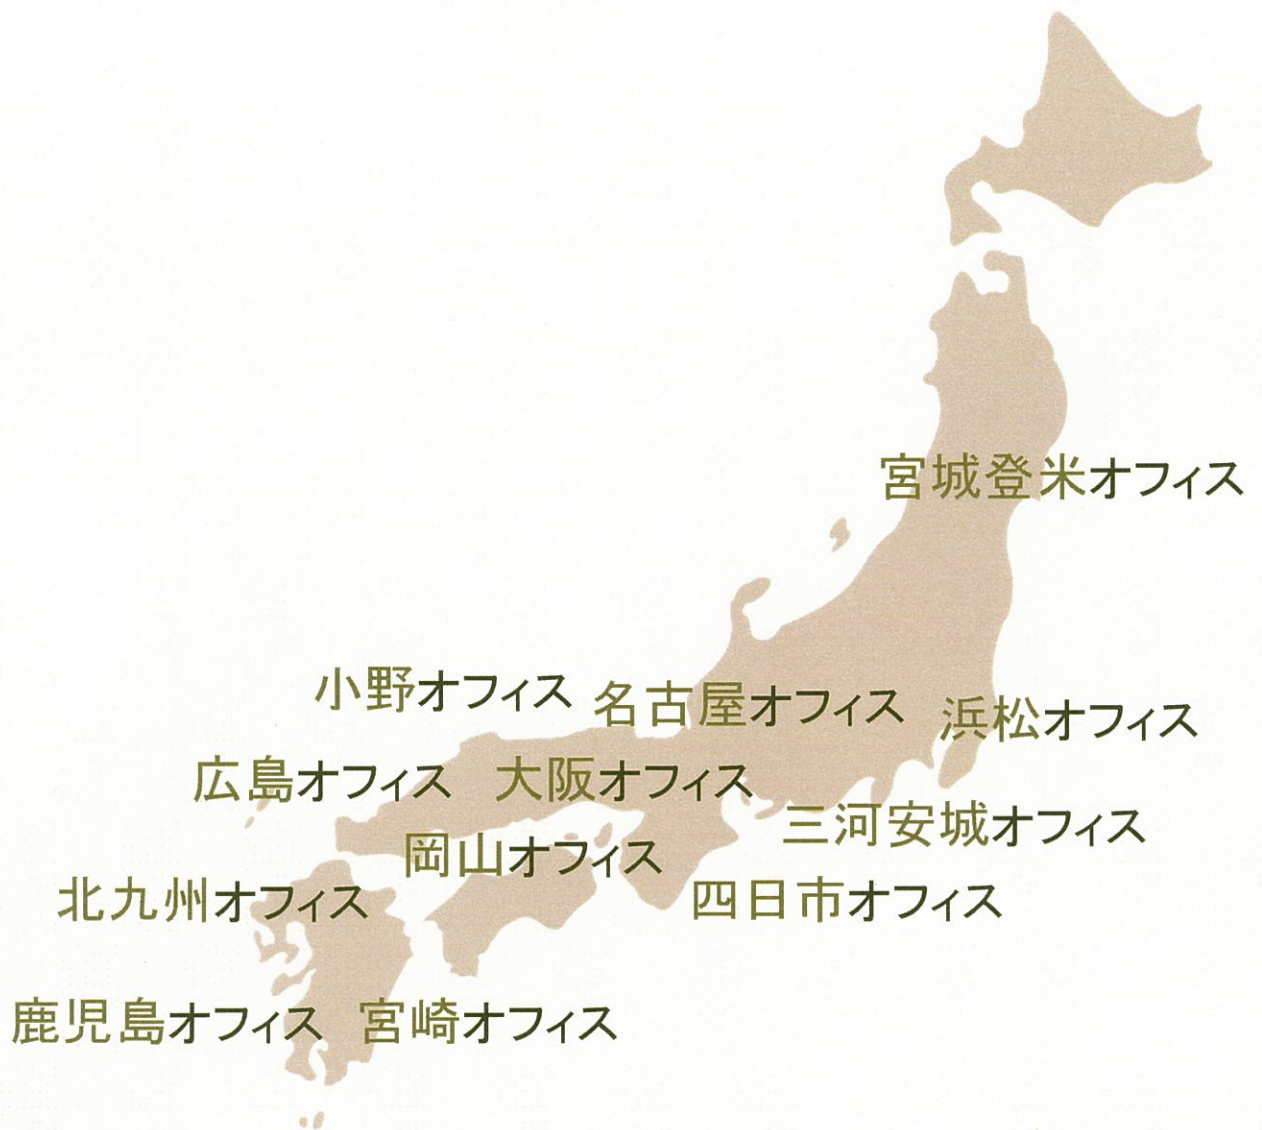 宮城登米オフィス
小野オフィス
名古屋オフィス
浜松オフィス
広島オフィス
大阪オフィス
三河安城オフィス
岡山オフィス
北九州オフィス
四日市オフィス
鹿児島オフィス
宮崎オフィス